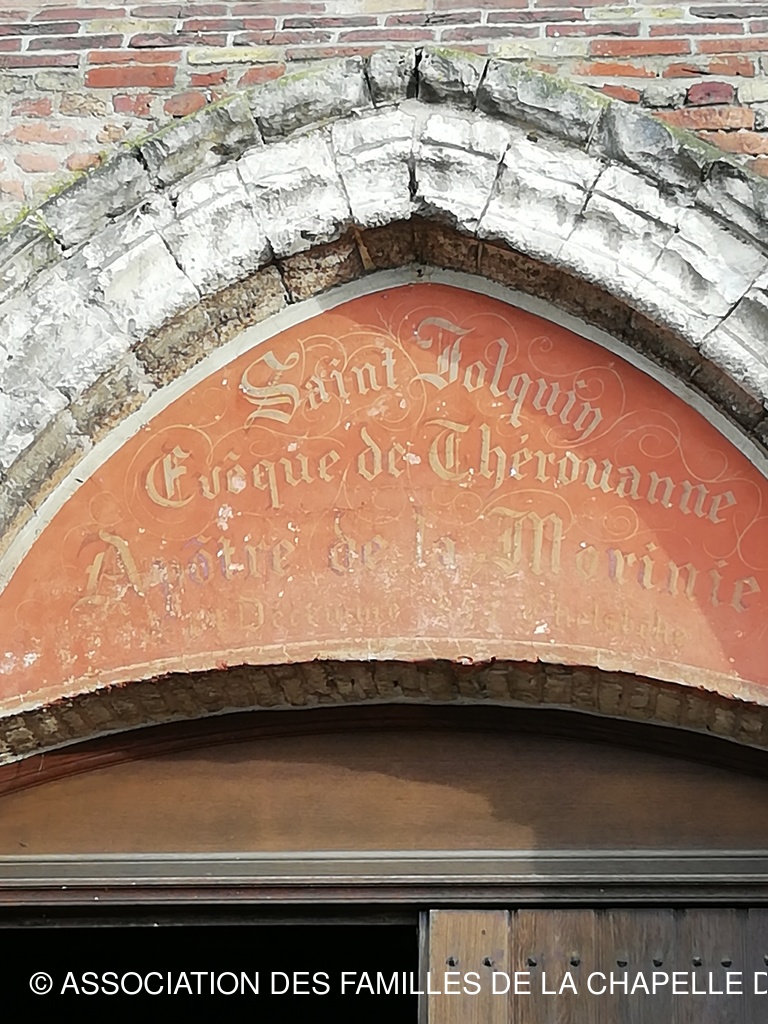 Saint Folquin
Evêque de Thérouanne
Apôtre de la Morinie
© ASSOCIATION DES FAMILLES DE LA CHAPELLE D